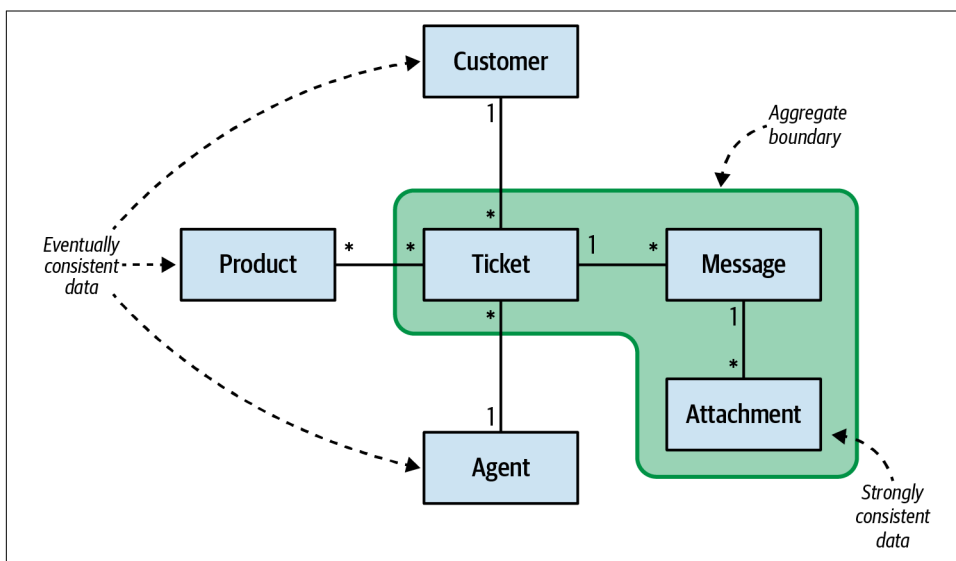 Customer
1
Aggregate
boundary
*
Eventually
consistent
data
Product
*
*
Ticket
1
*
Message
*
1
*
1
Attachment
Agent
Strongly
consistent
data